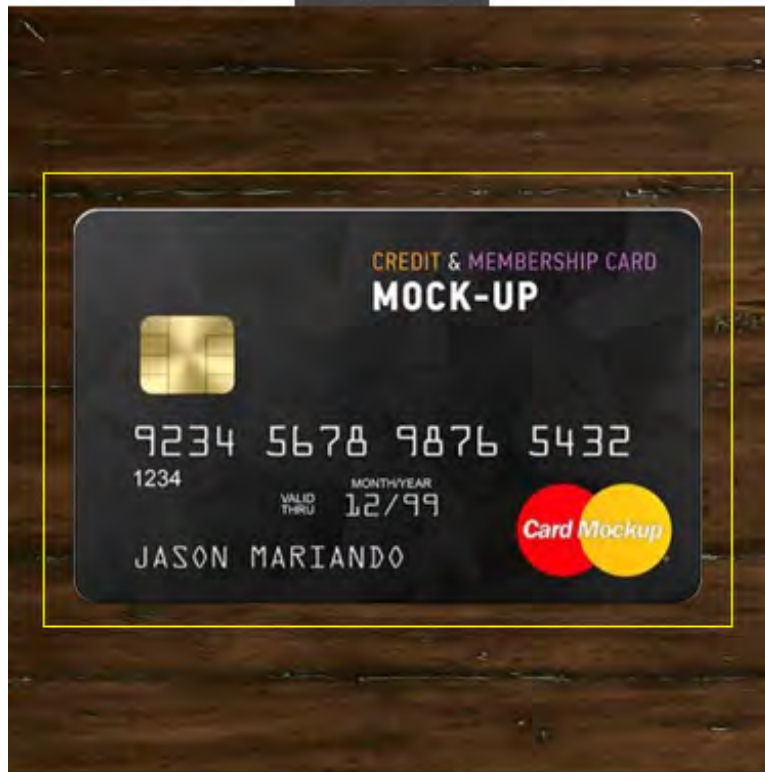 CREDIT & MEMBERSHIP CARD
MOCK-UP
9234 5678 9876 5432
1234
MONTH/YEAR
VALID THRU 12/99
JASON MARIANDO
Card Mockup